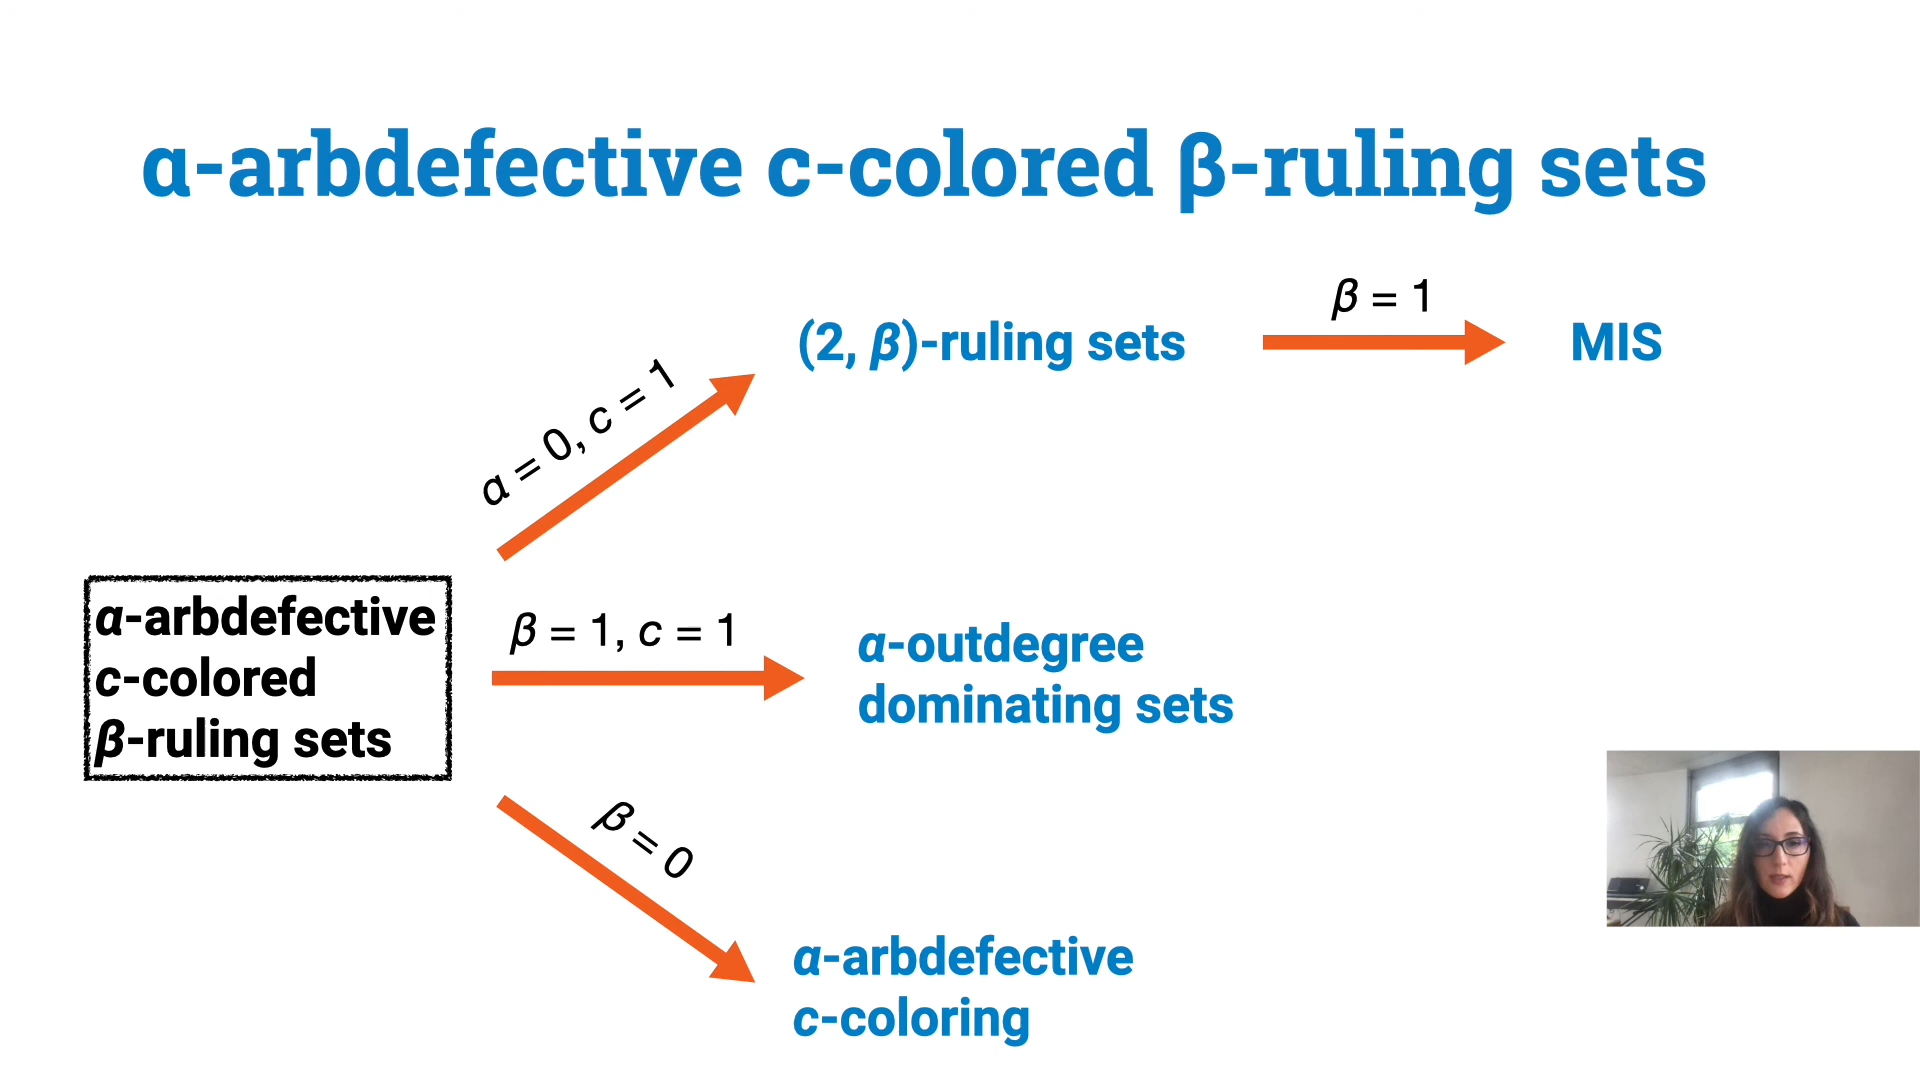 α-arbdefective c-colored β-ruling sets
β = 1
(2, β)-ruling sets
MIS
α = 0, c = 1
α-arbdefective
c-colored
β-ruling sets
β = 1, c = 1
α-outdegree
dominating sets
β = 0
α-arbdefective
c-coloring